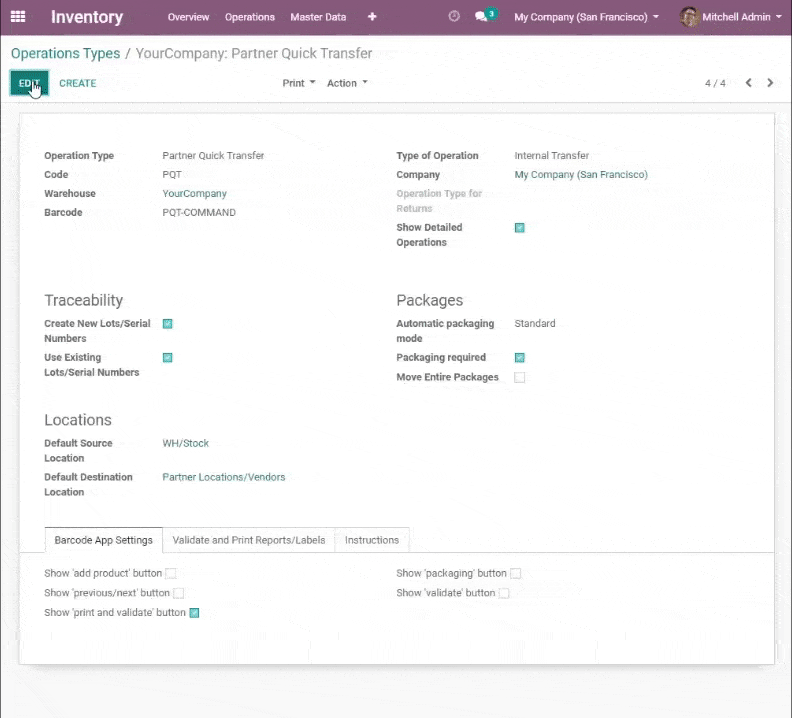 Inventory Overview Operations Master Data + 3 My Company (San Francisco) Mitchell Admin
Operations Types / YourCompany: Partner Quick Transfer
EDIT CREATE Print Action 4 / 4
Operation Type Partner Quick Transfer
Code PQT
Warehouse YourCompany
Barcode PQT-COMMAND
Type of Operation Internal Transfer
Company My Company (San Francisco)
Operation Type for
Returns
Show Detailed
Operations
Traceability
Create New Lots/Serial
Numbers
Use Existing
Lots/Serial Numbers
Packages
Automatic packaging Standard
mode
Packaging required
Move Entire Packages
Locations
Default Source WH/Stock
Location
Default Destination Partner Locations/Vendors
Location
Barcode App Settings Validate and Print Reports/Labels Instructions
Show 'add product' button
Show 'previous/next' button
Show 'print and validate' button
Show 'packaging' button
Show 'validate' button